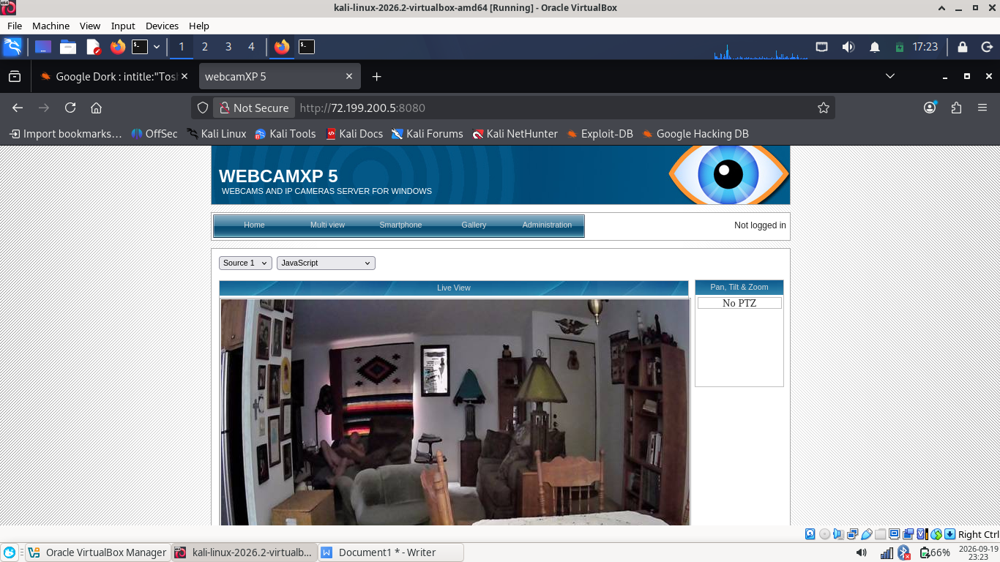 kali-linux-2026.2-virtualbox-amd64 [Running] - Oracle VirtualBox
File Machine View Input Devices Help
1 2 3 4 17:23
Google Dork : intitle:"Tosl
webcamXP 5
Not Secure http://72.199.200.5:8080
Import bookmarks… OffSec Kali Linux Kali Tools Kali Docs Kali Forums Kali NetHunter Exploit-DB Google Hacking DB
WEBCAMXP 5
WEBCAMS AND IP CAMERAS SERVER FOR WINDOWS
Home Multi view Smartphone Gallery Administration Not logged in
Source 1 JavaScript
Live View
Pan, Tilt & Zoom
No PTZ
Right Ctrl
Oracle VirtualBox Manager kali-linux-2026.2-virtualb... Document1 * - Writer 66% 2026-09-19
23:23